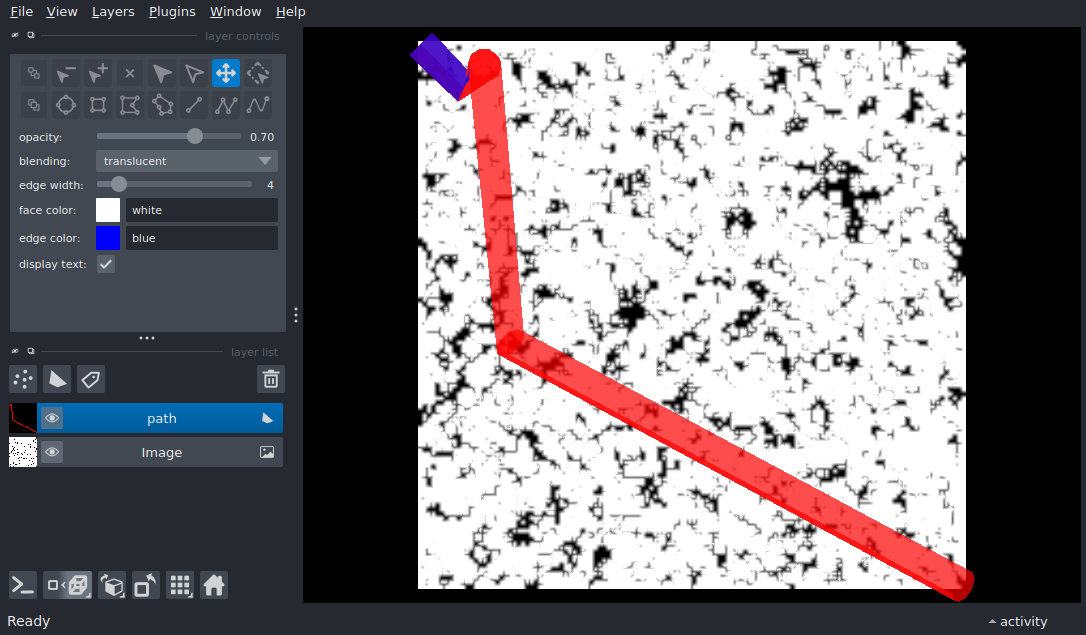 File View Layers Plugins Window Help
layer controls
opacity: 0.70
blending: translucent
edge width: 4
face color: white
edge color: blue
display text:
layer list
path
Image
Ready
activity